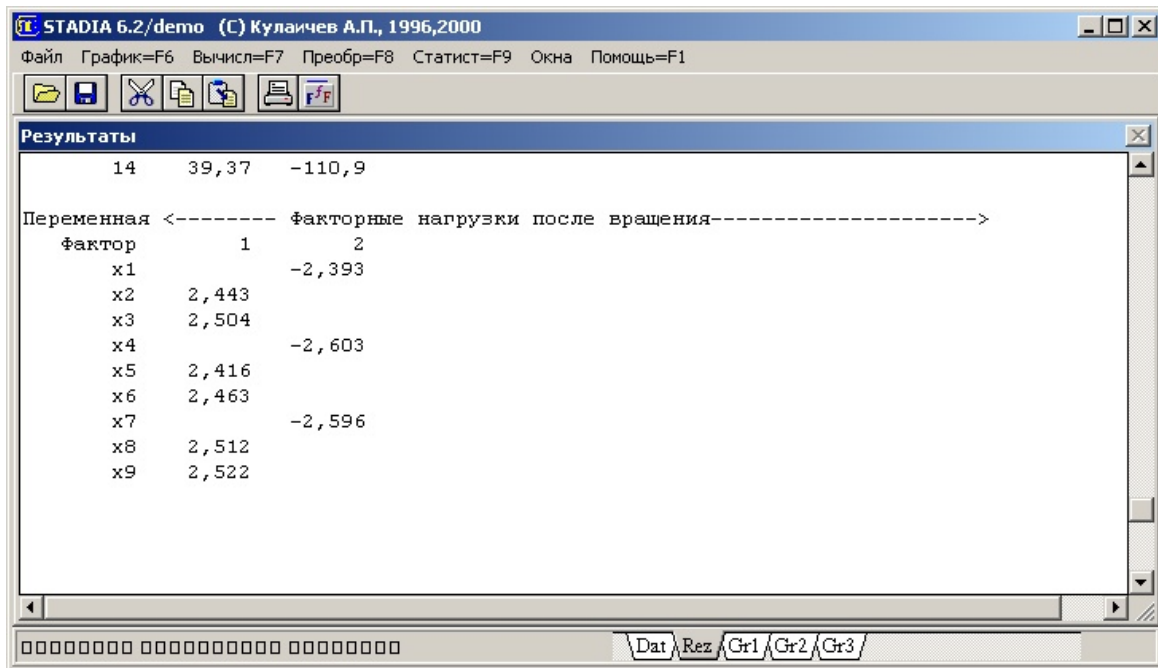 STADIA 6.2/demo (C) Кулаичев А.П., 1996,2000
Файл График=F6 Вычисл=F7 Преобр=F8 Статист=F9 Окна Помощь=F1
Результаты
14 39,37 -110,9
Переменная <-------- Факторные нагрузки после вращения--------------------->
Фактор 1 2
x1 -2,393
x2 2,443
x3 2,504
x4 -2,603
x5 2,416
x6 2,463
x7 -2,596
x8 2,512
x9 2,522
Dat Rez Gr1 Gr2 Gr3